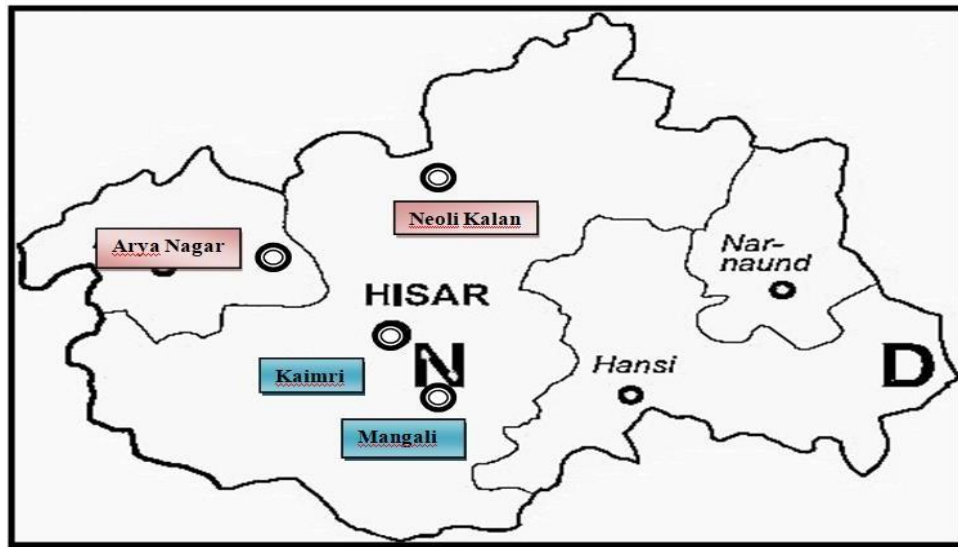 Neoli Kalan
Arya Nagar
Nar-
naund
HISAR
Kaimri
N
Hansi
D
Mangali